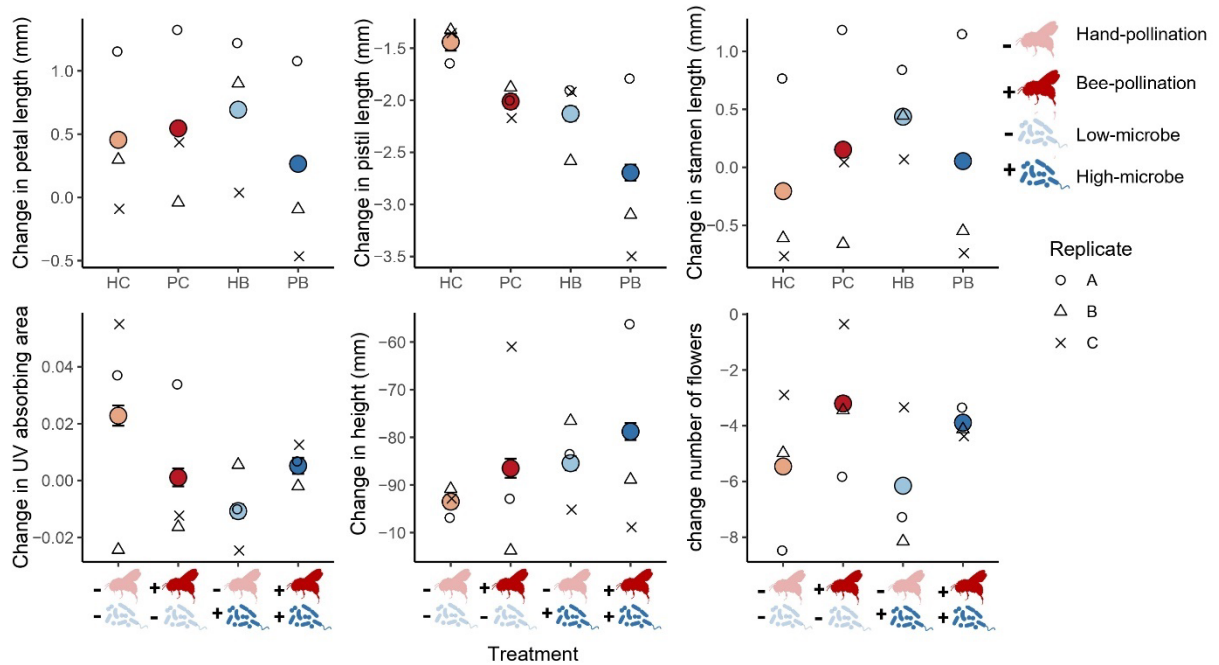 Change in petal length (mm)
1.0
0.5
0.0
−0.5
HC PC HB PB
Change in pistil length (mm)
−1.5
−2.0
−2.5
−3.0
−3.5
HC PC HB PB
Change in stamen length (mm)
1.0
0.5
0.0
−0.5
HC PC HB PB
- Hand-pollination
+ Bee-pollination
- Low-microbe
+ High-microbe
Replicate
A
B
C
Change in UV absorbing area
0.04
0.02
0.00
−0.02
- + - +
- - + +
Change in height (mm)
−60
−70
−80
−90
−10
- + - +
- - + +
change number of flowers
0
−2
−4
−6
−8
- + - +
- - + +
Treatment